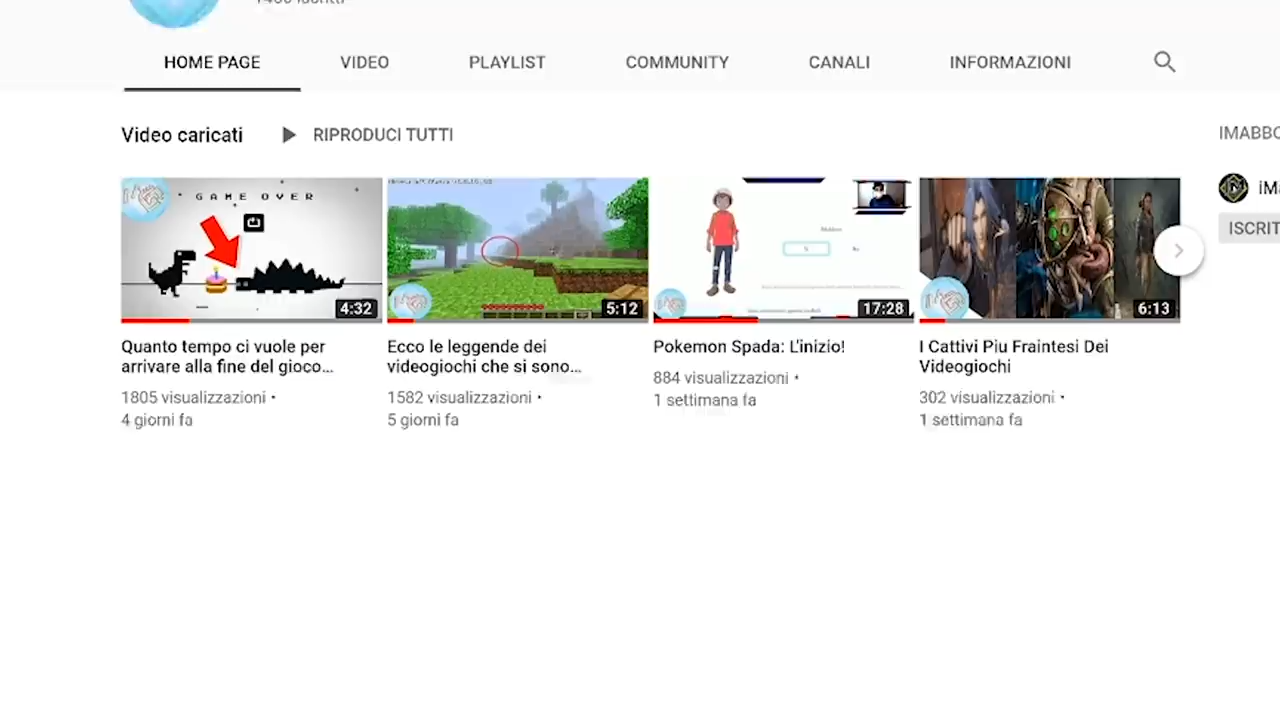 HOME PAGE
VIDEO
PLAYLIST
COMMUNITY
CANALI
INFORMAZIONI
Video caricati
RIPRODUCI TUTTI
IMABBO
GAME OVER
4:32
5:12
17:28
6:13
iMa
ISCRIT
Quanto tempo ci vuole per
arrivare alla fine del gioco...
1805 visualizzazioni •
4 giorni fa
Ecco le leggende dei
videogiochi che si sono...
1582 visualizzazioni •
5 giorni fa
Pokemon Spada: L'inizio!
884 visualizzazioni •
1 settimana fa
I Cattivi Piu Fraintesi Dei
Videogiochi
302 visualizzazioni •
1 settimana fa